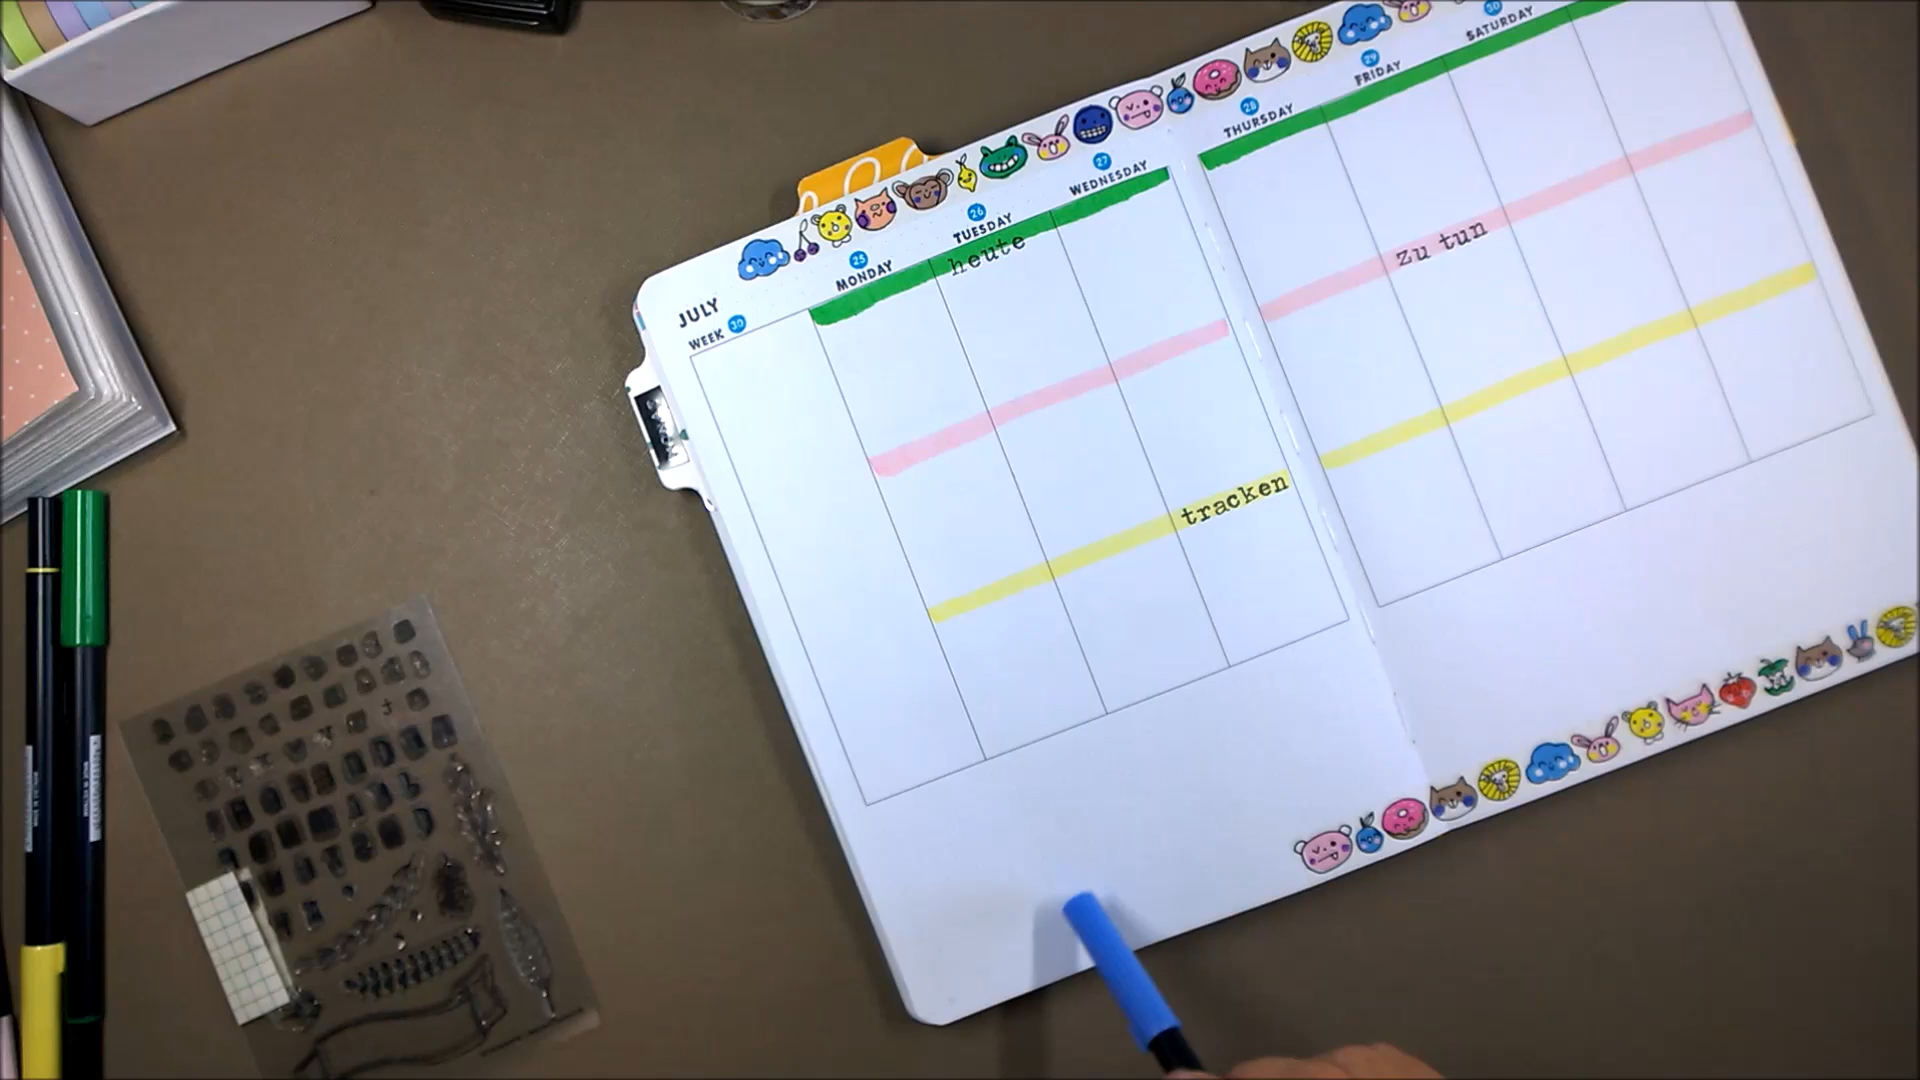 JULY
WEEK 30
25
MONDAY
26
TUESDAY
27
WEDNESDAY
28
THURSDAY
29
FRIDAY
30
SATURDAY
heute
zu tun
tracken